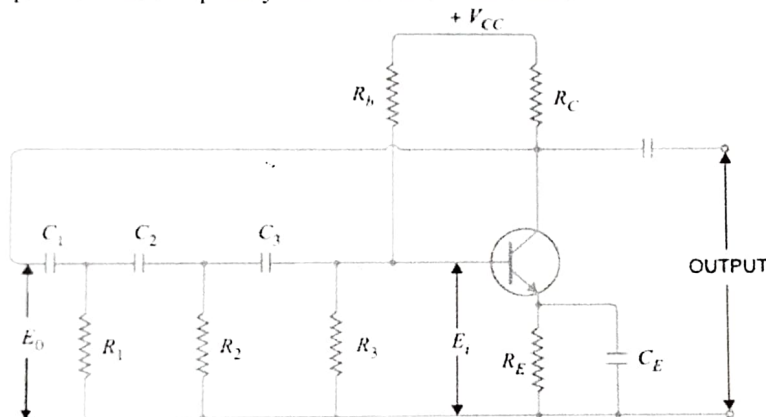 + V_CC
R_b
R_C
C_1
C_2
C_3
OUTPUT
E_0
R_1
R_2
R_3
E_i
R_E
C_E